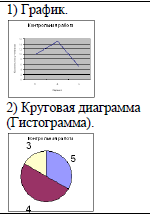 1) График.
Контрольная работа
2) Круговая диаграмма
(Гистограмма).
Контрольная работа
3
5
4